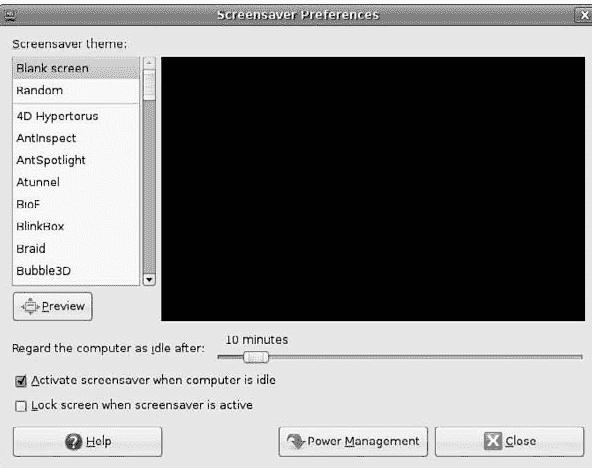 Screensaver Preferences
Screensaver theme:
Blank screen
Random
4D Hypertorus
AntInspect
AntSpotlight
Atunnel
BioF
BlinkBox
Braid
Bubble3D
Preview
10 minutes
Regard the computer as idle after:
Activate screensaver when computer is idle
Lock screen when screensaver is active
Help
Power Management
Close